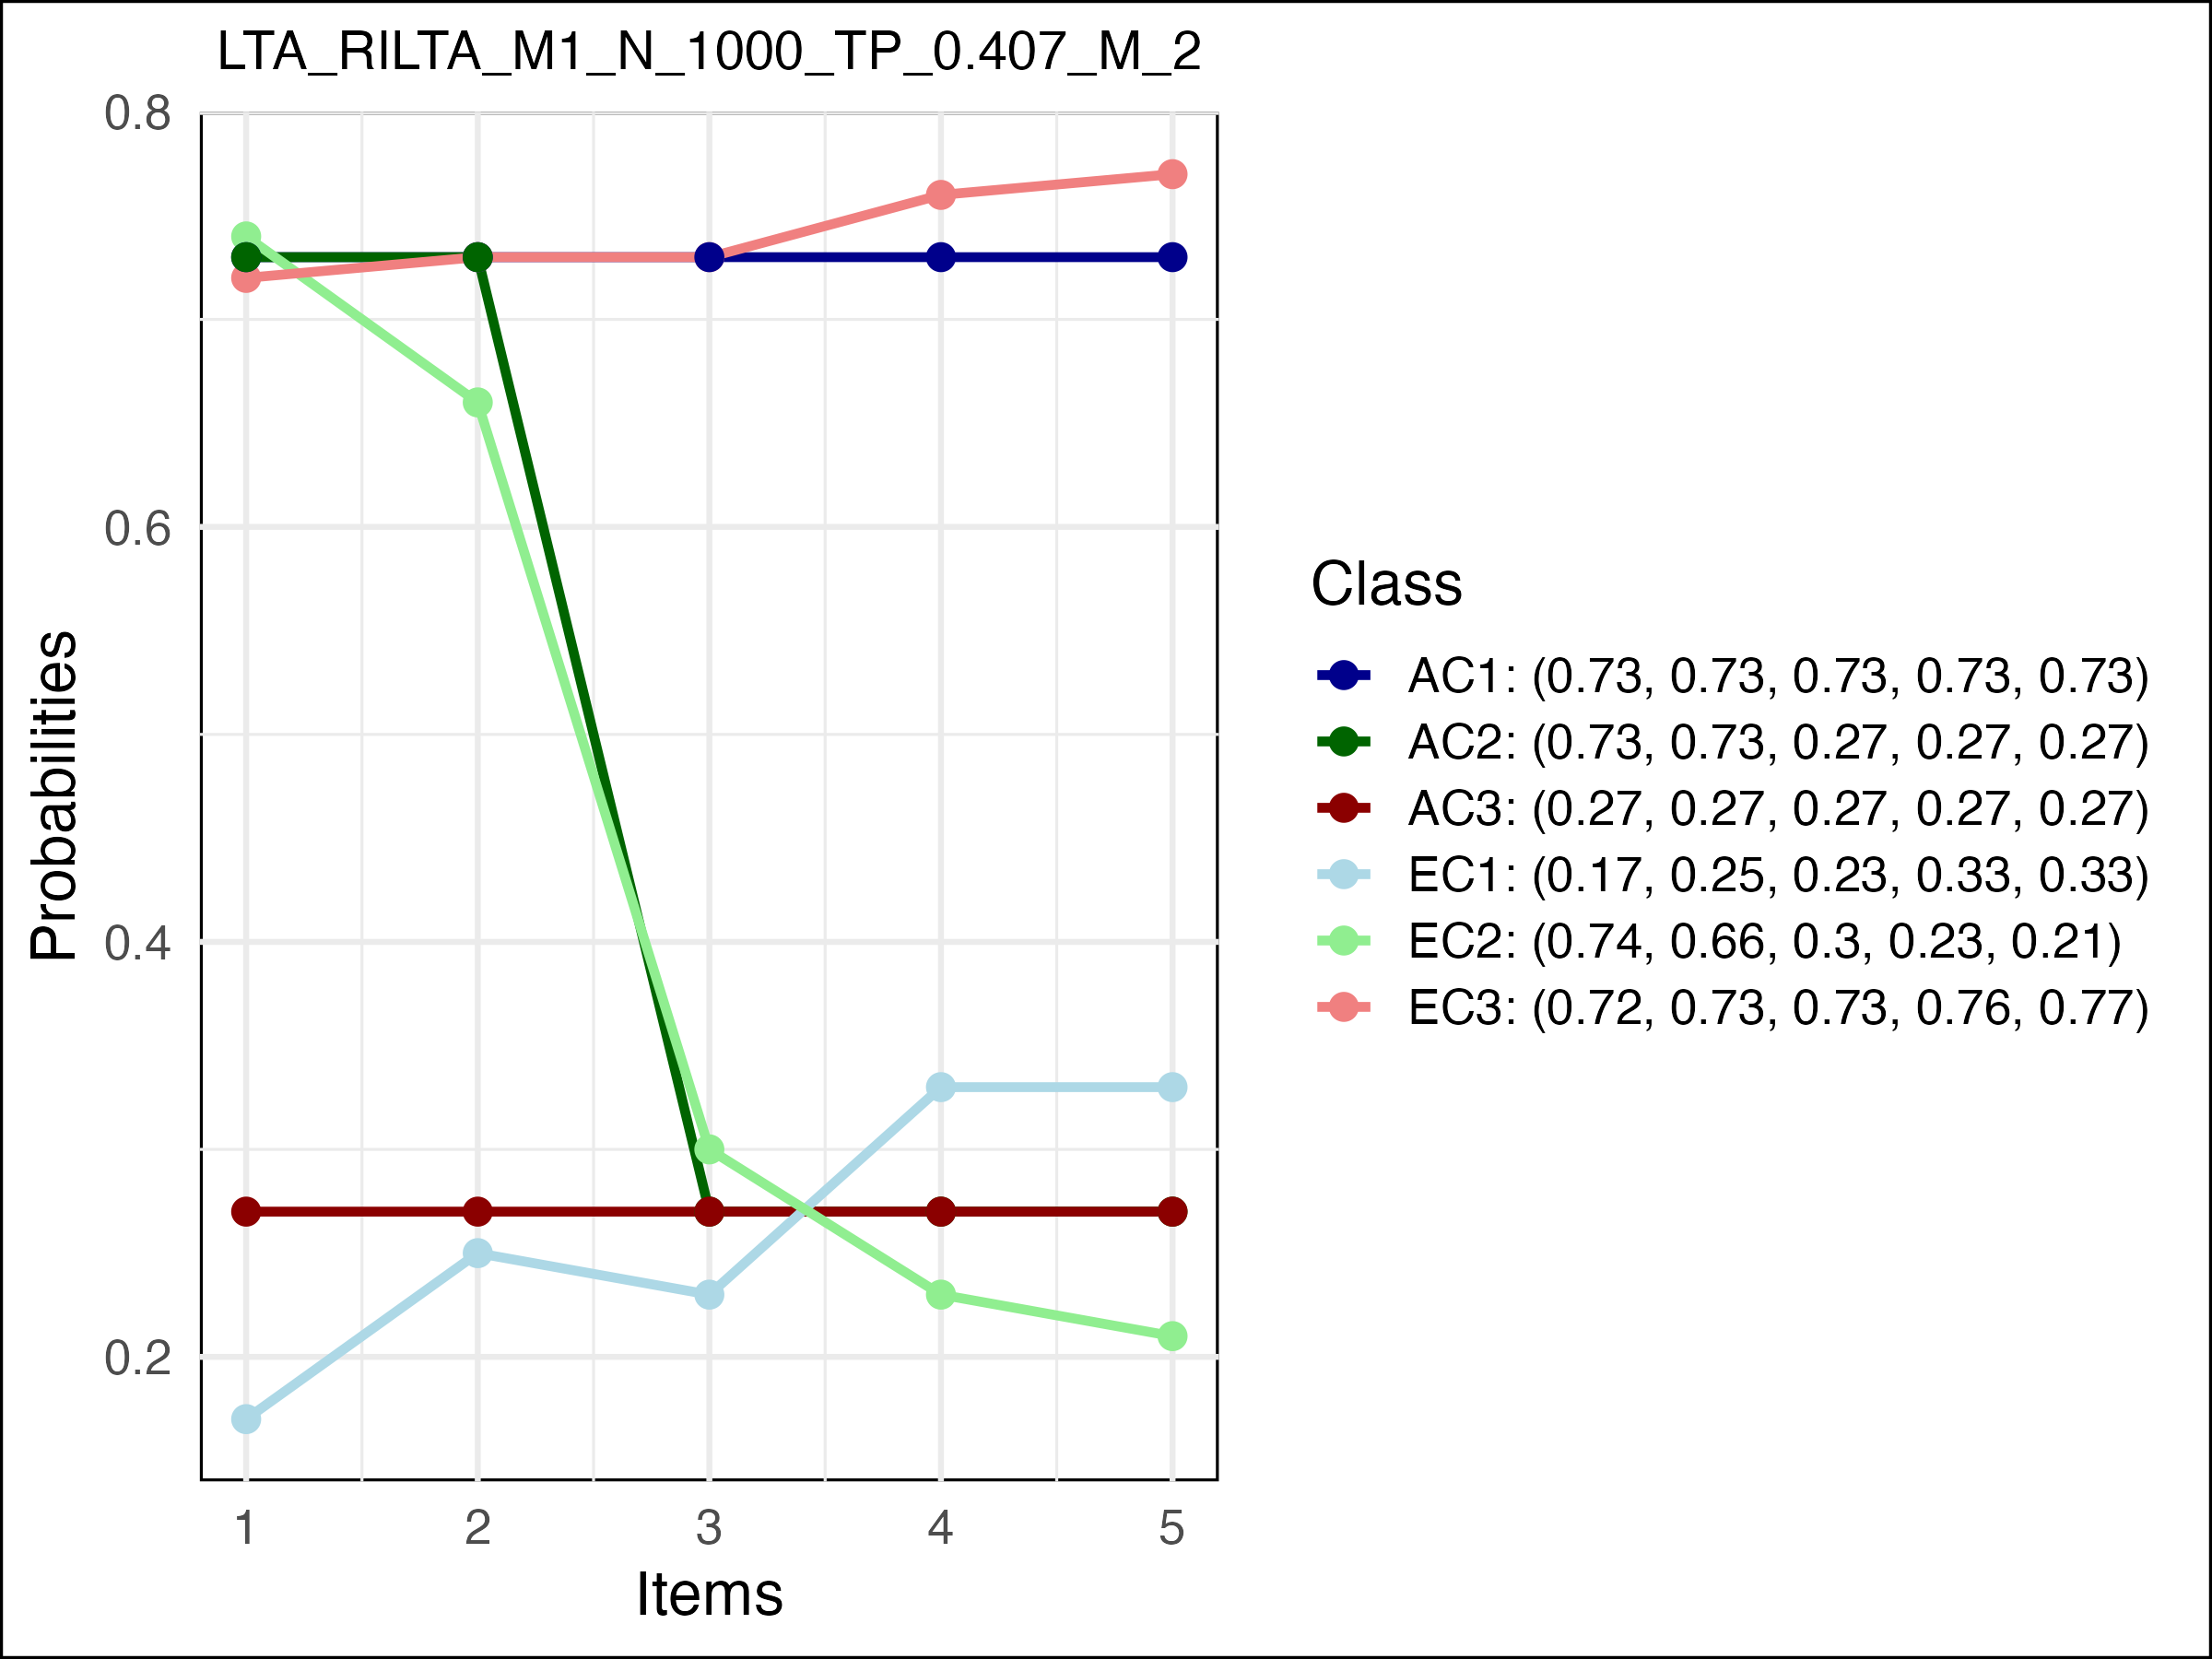 LTA_RILTA_M1_N_1000_TP_0.407_M_2
0.8
0.6
0.4
0.2
Probabilities
1 2 3 4 5
Items
Class
AC1: (0.73, 0.73, 0.73, 0.73, 0.73)
AC2: (0.73, 0.73, 0.27, 0.27, 0.27)
AC3: (0.27, 0.27, 0.27, 0.27, 0.27)
EC1: (0.17, 0.25, 0.23, 0.33, 0.33)
EC2: (0.74, 0.66, 0.3, 0.23, 0.21)
EC3: (0.72, 0.73, 0.73, 0.76, 0.77)